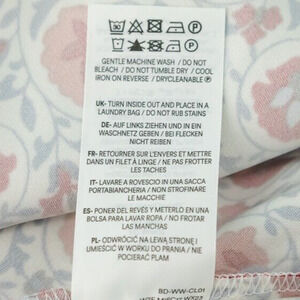 GENTLE MACHINE WASH / DO NOT
BLEACH / DO NOT TUMBLE DRY / COOL
IRON ON REVERSE / DRYCLEANABLE Ⓟ
UK- TURN INSIDE OUT AND PLACE IN A
LAUNDRY BAG / DO NOT RUB STAINS
DE- AUF LINKS ZIEHEN UND IN EIN
WASCHNETZ GEBEN / BEI FLECKEN
NICHT REIBEN
FR- RETOURNER SUR L'ENVERS ET METTRE
DANS UN FILET À LINGE / NE PAS FROTTER
LES TACHES
IT- LAVARE A ROVESCIO IN UNA SACCA
PORTABIANCHERIA / NON STROFINARE
LE MACCHIE
ES- PONER DEL REVÉS Y METERLO EN UNA
BOLSA PARA LAVAR ROPA / NO FROTAR
LAS MANCHAS
PL- ODWRÓCIĆ NA LEWĄ STRONĘ I
UMIEŚCIĆ W WORKU DO PRANIA / NIE
POCIERAĆ PLAM
BD-WW-CL01